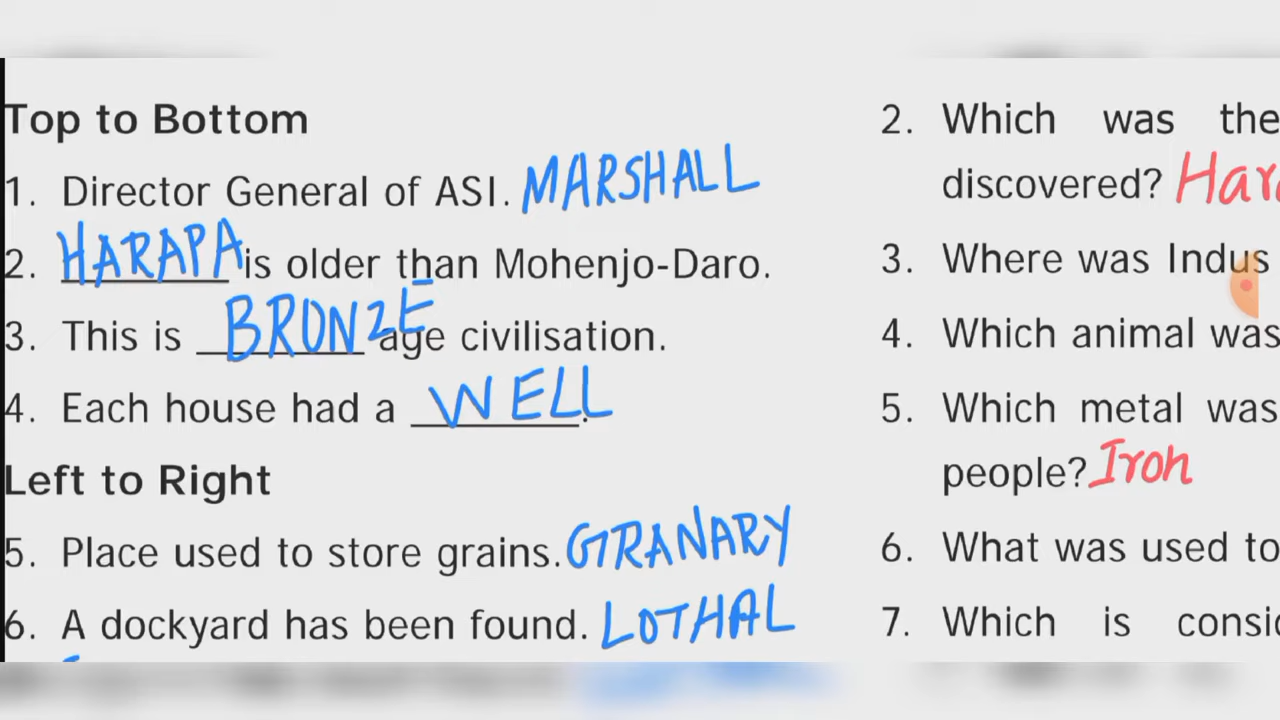 Top to Bottom
1. Director General of ASI. MARSHALL
2. HARAPA is older than Mohenjo-Daro.
3. This is BRONZE age civilisation.
4. Each house had a WELL.
Left to Right
5. Place used to store grains. GRANARY
6. A dockyard has been found. LOTHAL
2. Which was the
discovered? Har
3. Where was Indus
4. Which animal was
5. Which metal was
people? Iron
6. What was used to
7. Which is consi